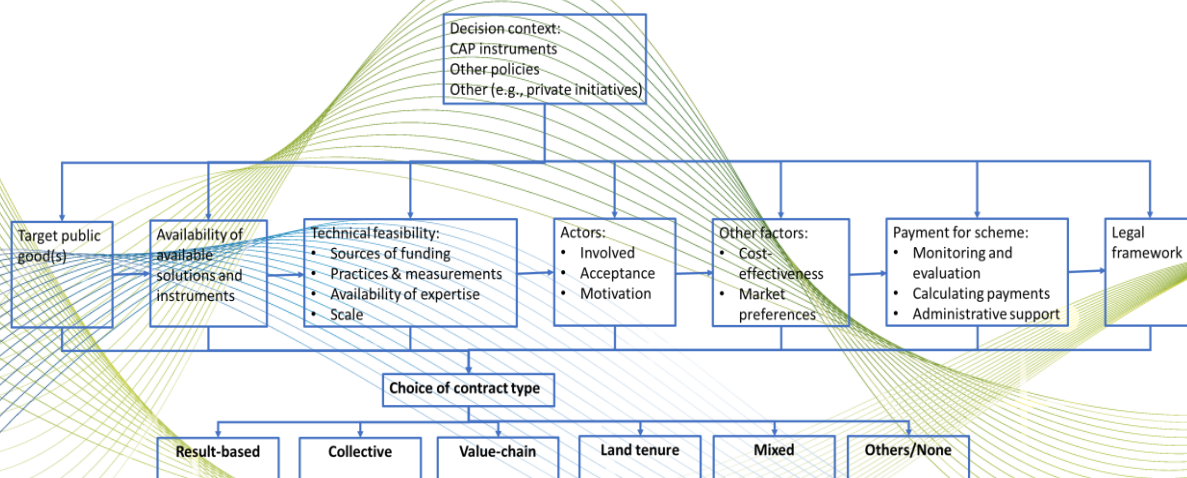 Decision context:
CAP instruments
Other policies
Other (e.g., private initiatives)
Target public
good(s)
Availability of
available
solutions and
instruments
Technical feasibility:
• Sources of funding
• Practices & measurements
• Availability of expertise
• Scale
Actors:
• Involved
• Acceptance
• Motivation
Other factors:
• Cost-
effectiveness
• Market
preferences
Payment for scheme:
• Monitoring and
evaluation
• Calculating payments
• Administrative support
Legal
framework
Choice of contract type
Result-based
Collective
Value-chain
Land tenure
Mixed
Others/None